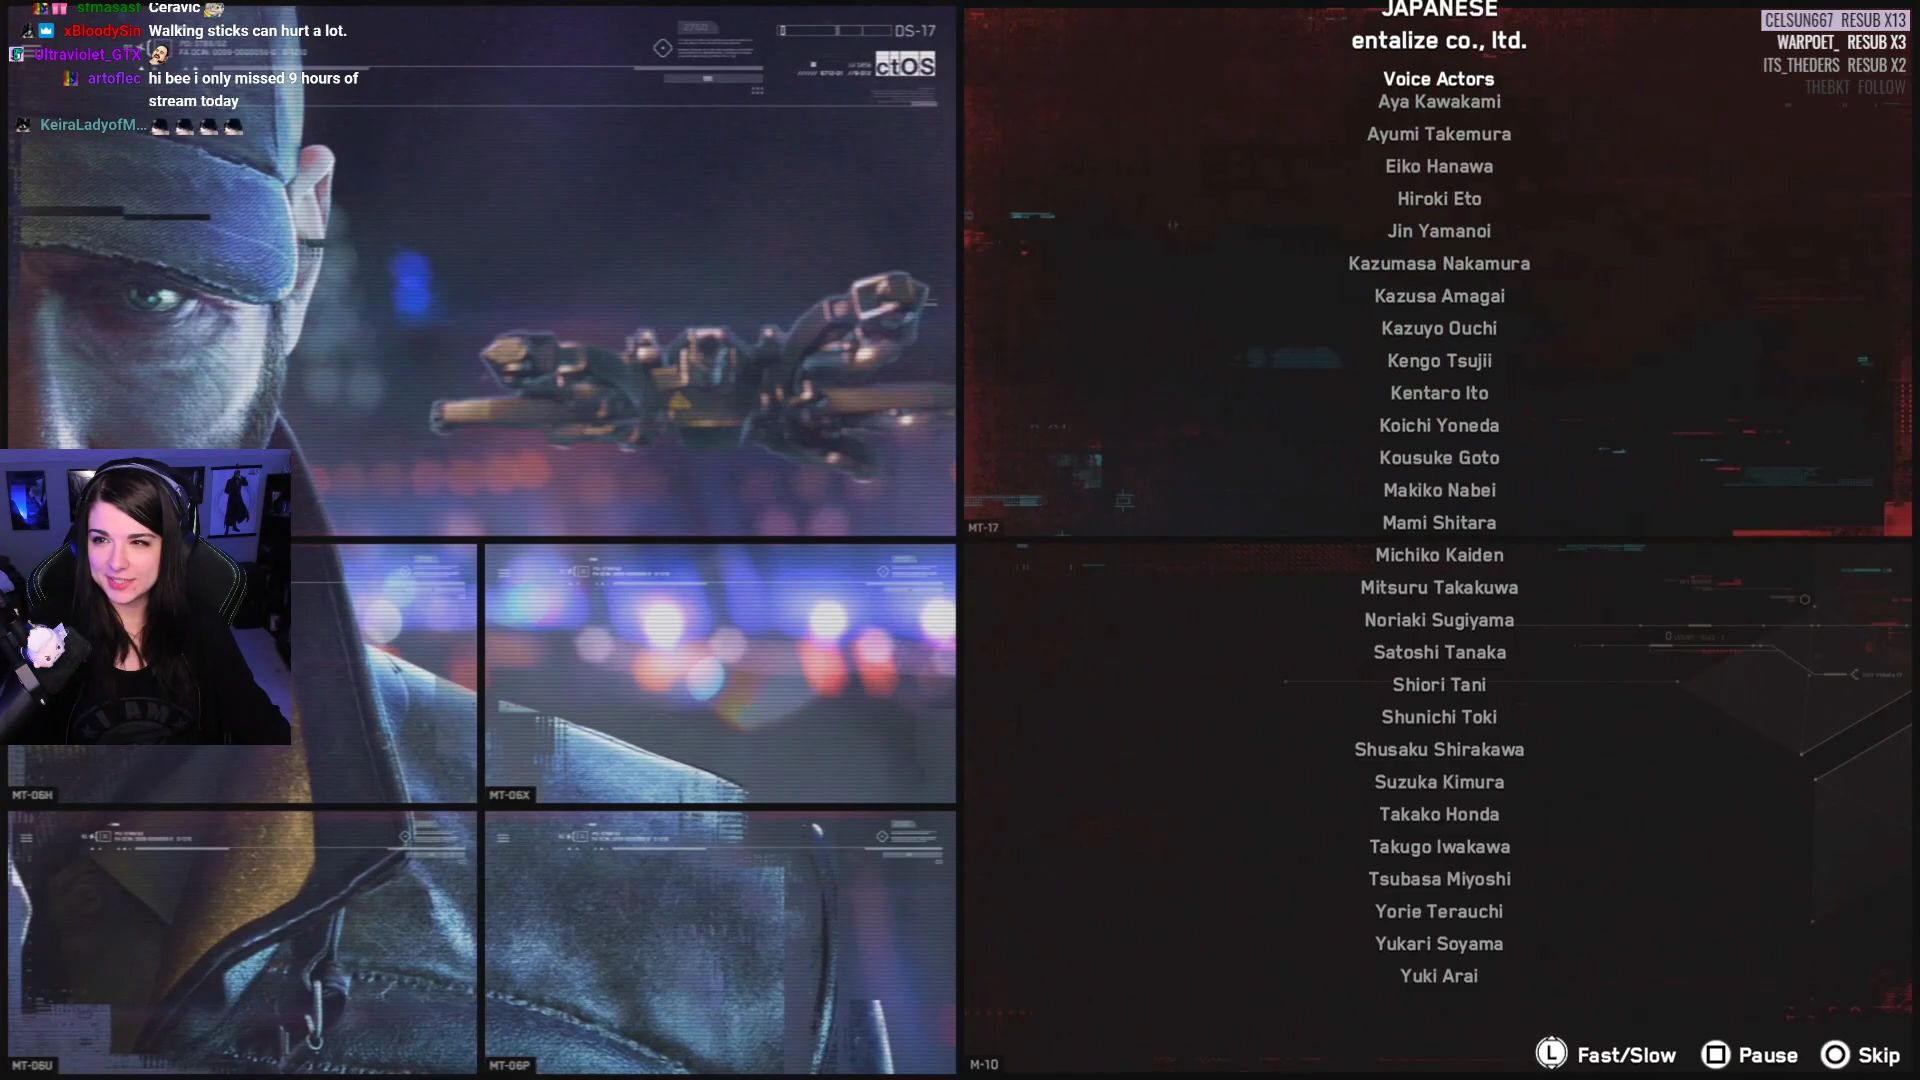 sfmasast Ceravic
xBloodySin Walking sticks can hurt a lot.
Ultraviolet_GTX
artoflec hi bee i only missed 9 hours of
stream today
KeiraLadyofM...
DS-17
ctOS
JAPANESE
entalize co., ltd.
Voice Actors
Aya Kawakami
Ayumi Takemura
Eiko Hanawa
Hiroki Eto
Jin Yamanoi
Kazumasa Nakamura
Kazusa Amagai
Kazuyo Ouchi
Kengo Tsujii
Kentaro Ito
Koichi Yoneda
Kousuke Goto
Makiko Nabei
Mami Shitara
Michiko Kaiden
Mitsuru Takakuwa
Noriaki Sugiyama
Satoshi Tanaka
Shiori Tani
Shunichi Toki
Shusaku Shirakawa
Suzuka Kimura
Takako Honda
Takugo Iwakawa
Tsubasa Miyoshi
Yorie Terauchi
Yukari Soyama
Yuki Arai
CELSUN667 RESUB X13
WARPOET_ RESUB X3
ITS_THEDERS RESUB X2
THEBKT FOLLOW
MT-17
MT-06H
MT-06X
MT-06U
MT-06P
M-10
L Fast/Slow
Pause
Skip